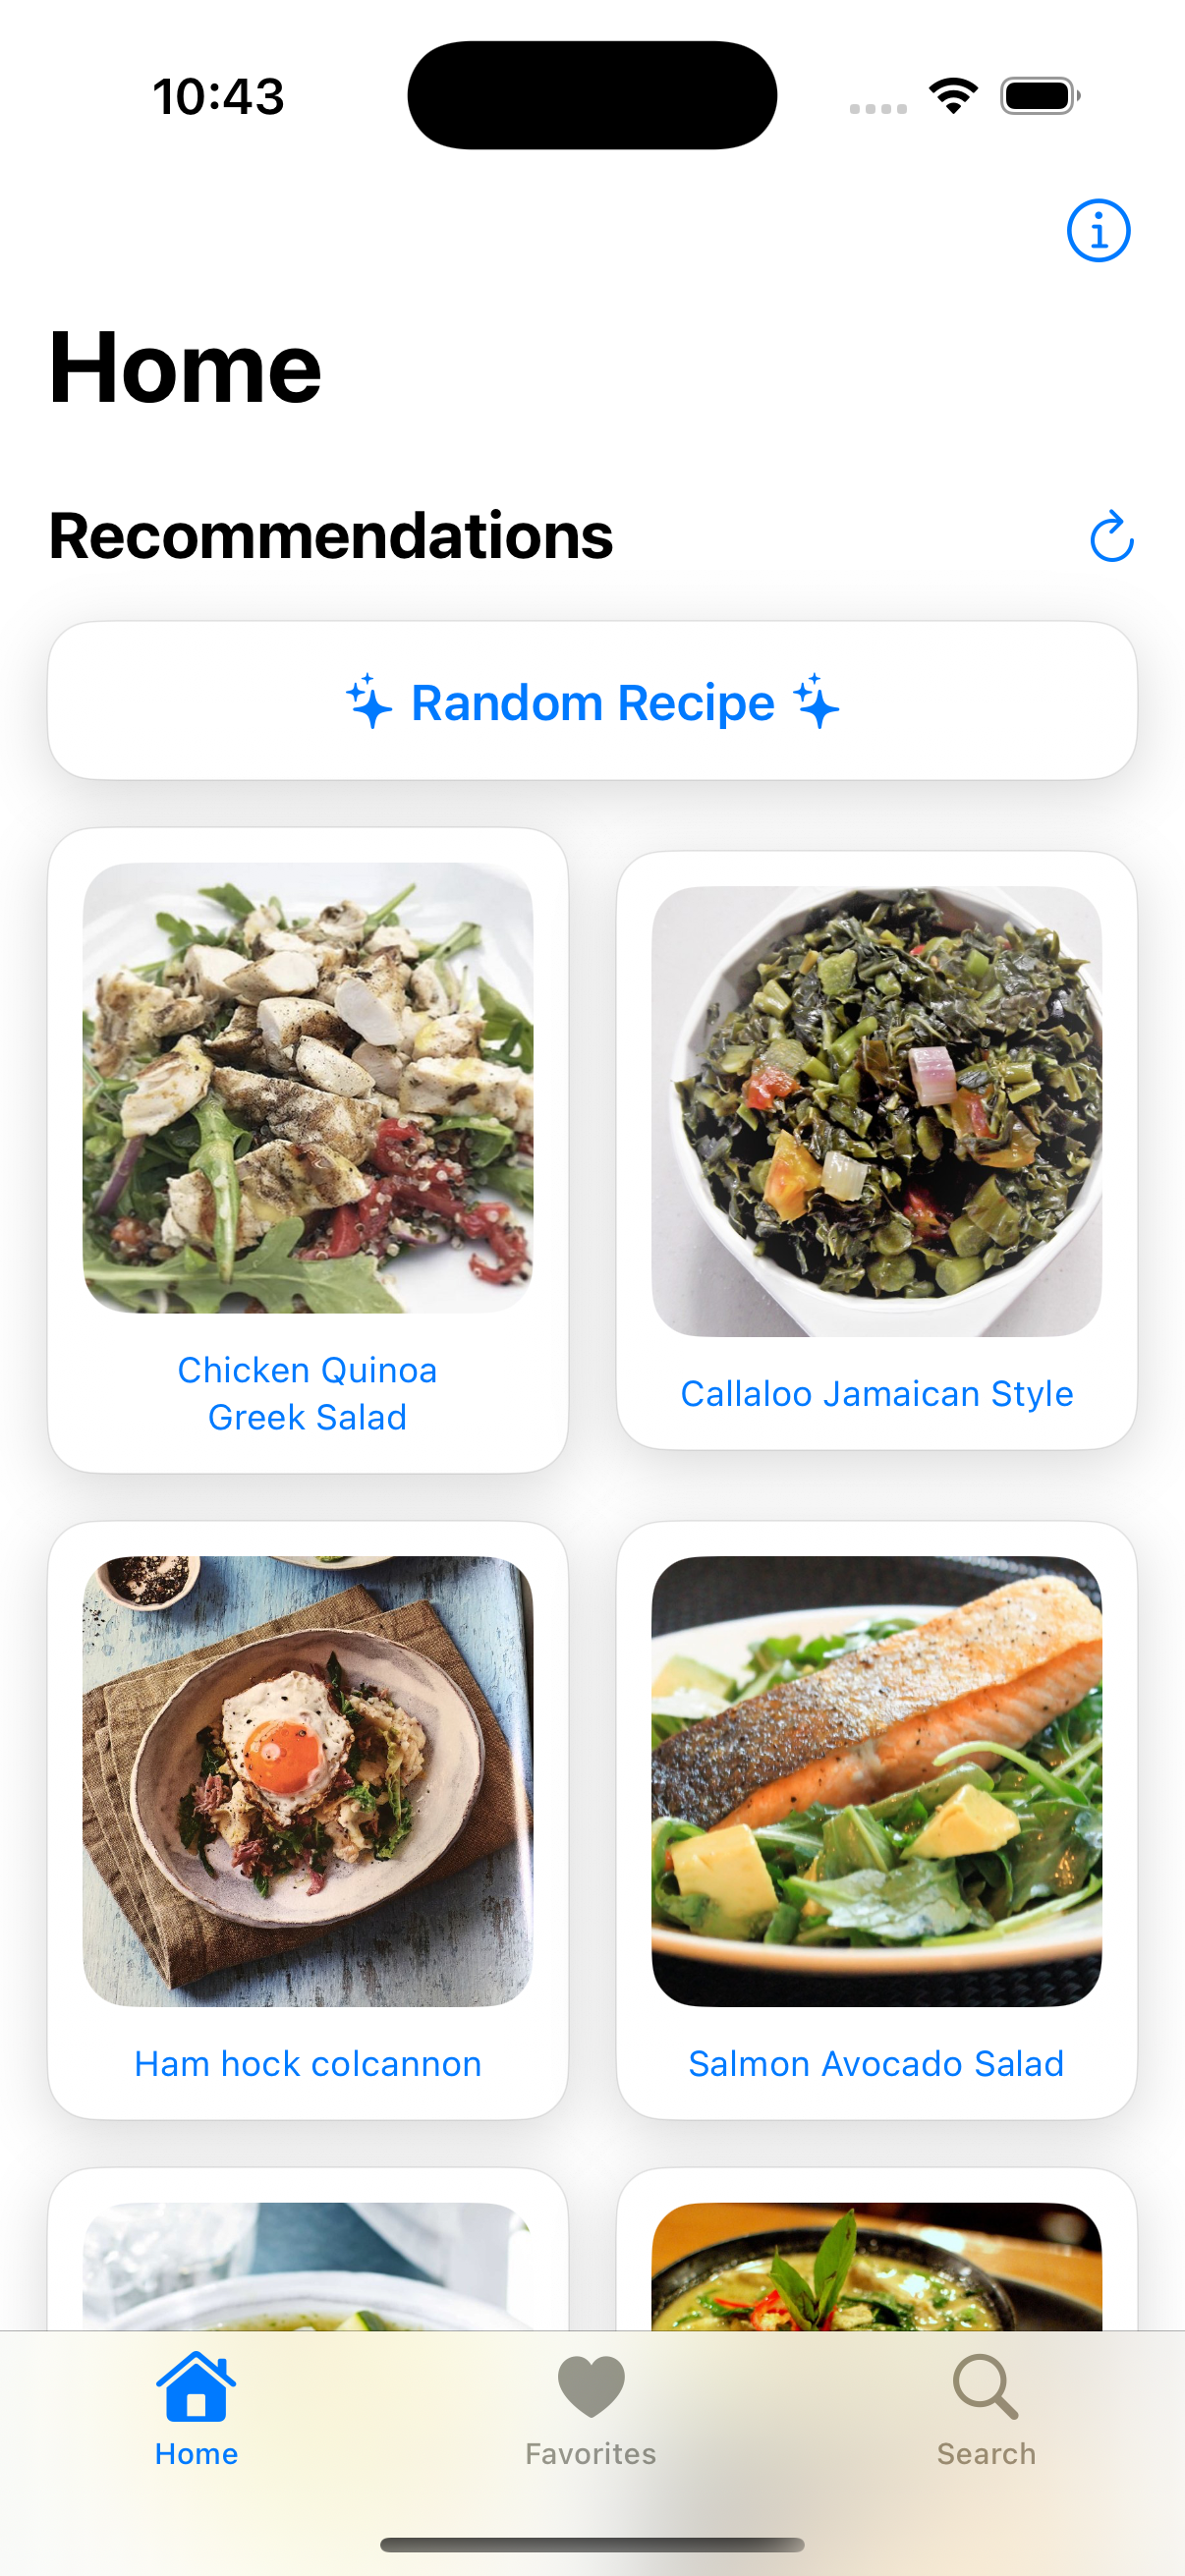 10:43
Home
Recommendations
Random Recipe
Chicken Quinoa
Greek Salad
Callaloo Jamaican Style
Ham hock colcannon
Salmon Avocado Salad
Home
Favorites
Search